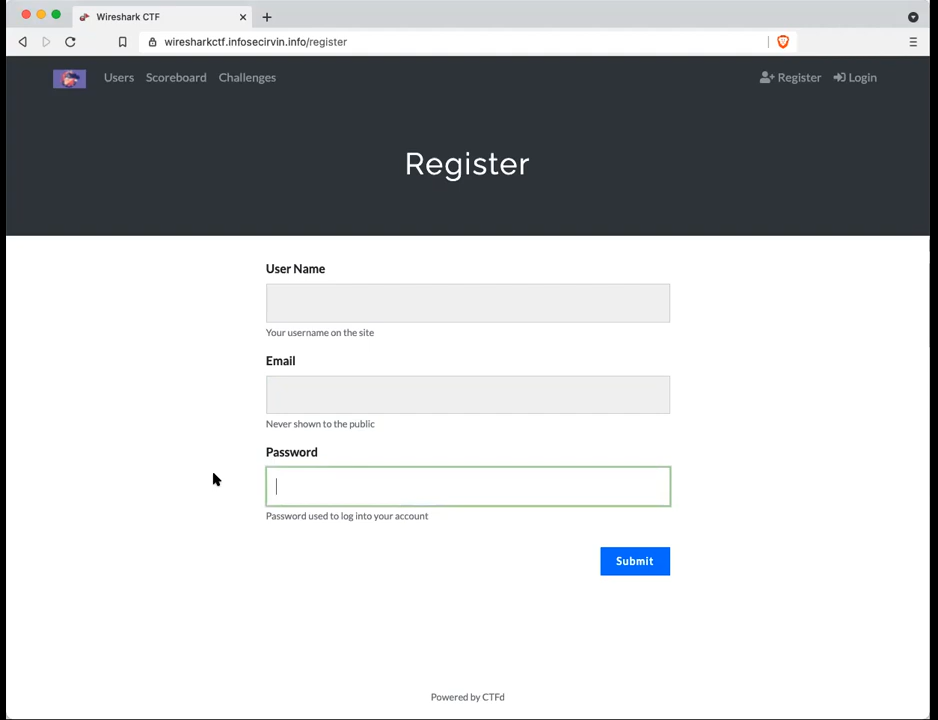 Wireshark CTF
wiresharkctf.infosecirvin.info/register
Users Scoreboard Challenges Register Login
Register
User Name
Your username on the site
Email
Never shown to the public
Password
Password used to log into your account
Submit
Powered by CTFd